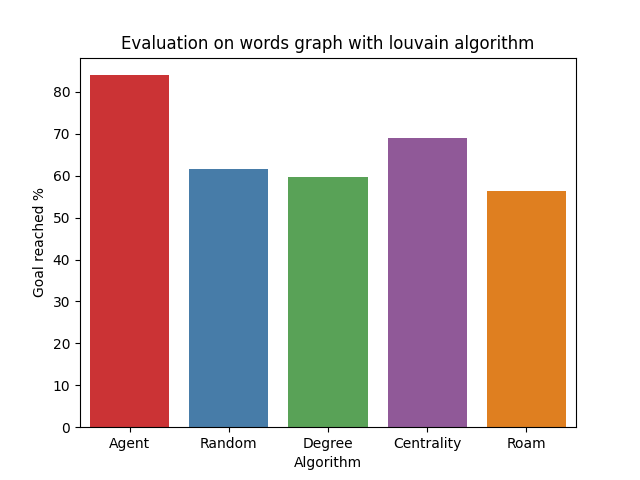 Evaluation on words graph with louvain algorithm
Goal reached %
80
70
60
50
40
30
20
10
0
Agent Random Degree Centrality Roam
Algorithm